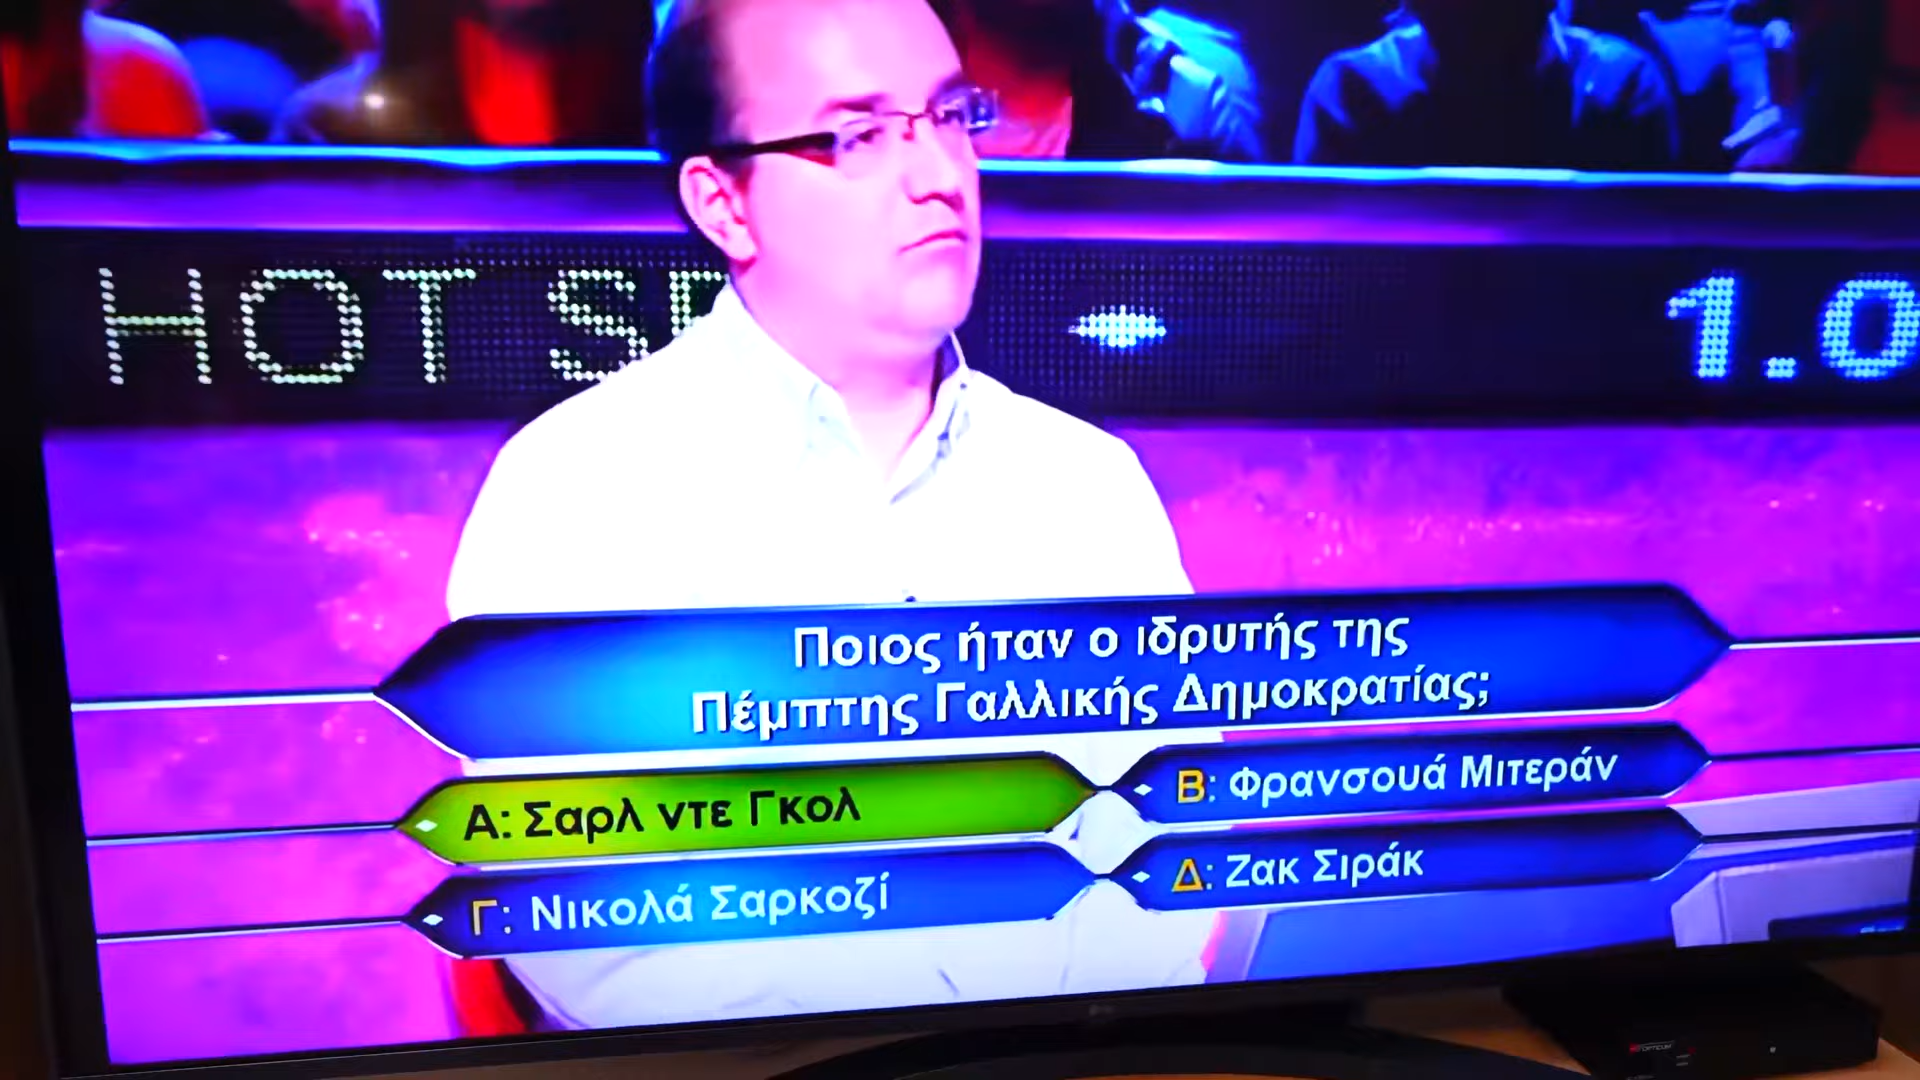 HOT
1.0
Ποιος ήταν ο ιδρυτής της
Πέμπτης Γαλλικής Δημοκρατίας;
Α: Σαρλ ντε Γκολ
Β: Φρανσουά Μιτεράν
Γ: Νικολά Σαρκοζί
Δ: Ζακ Σιράκ
OPTICUM